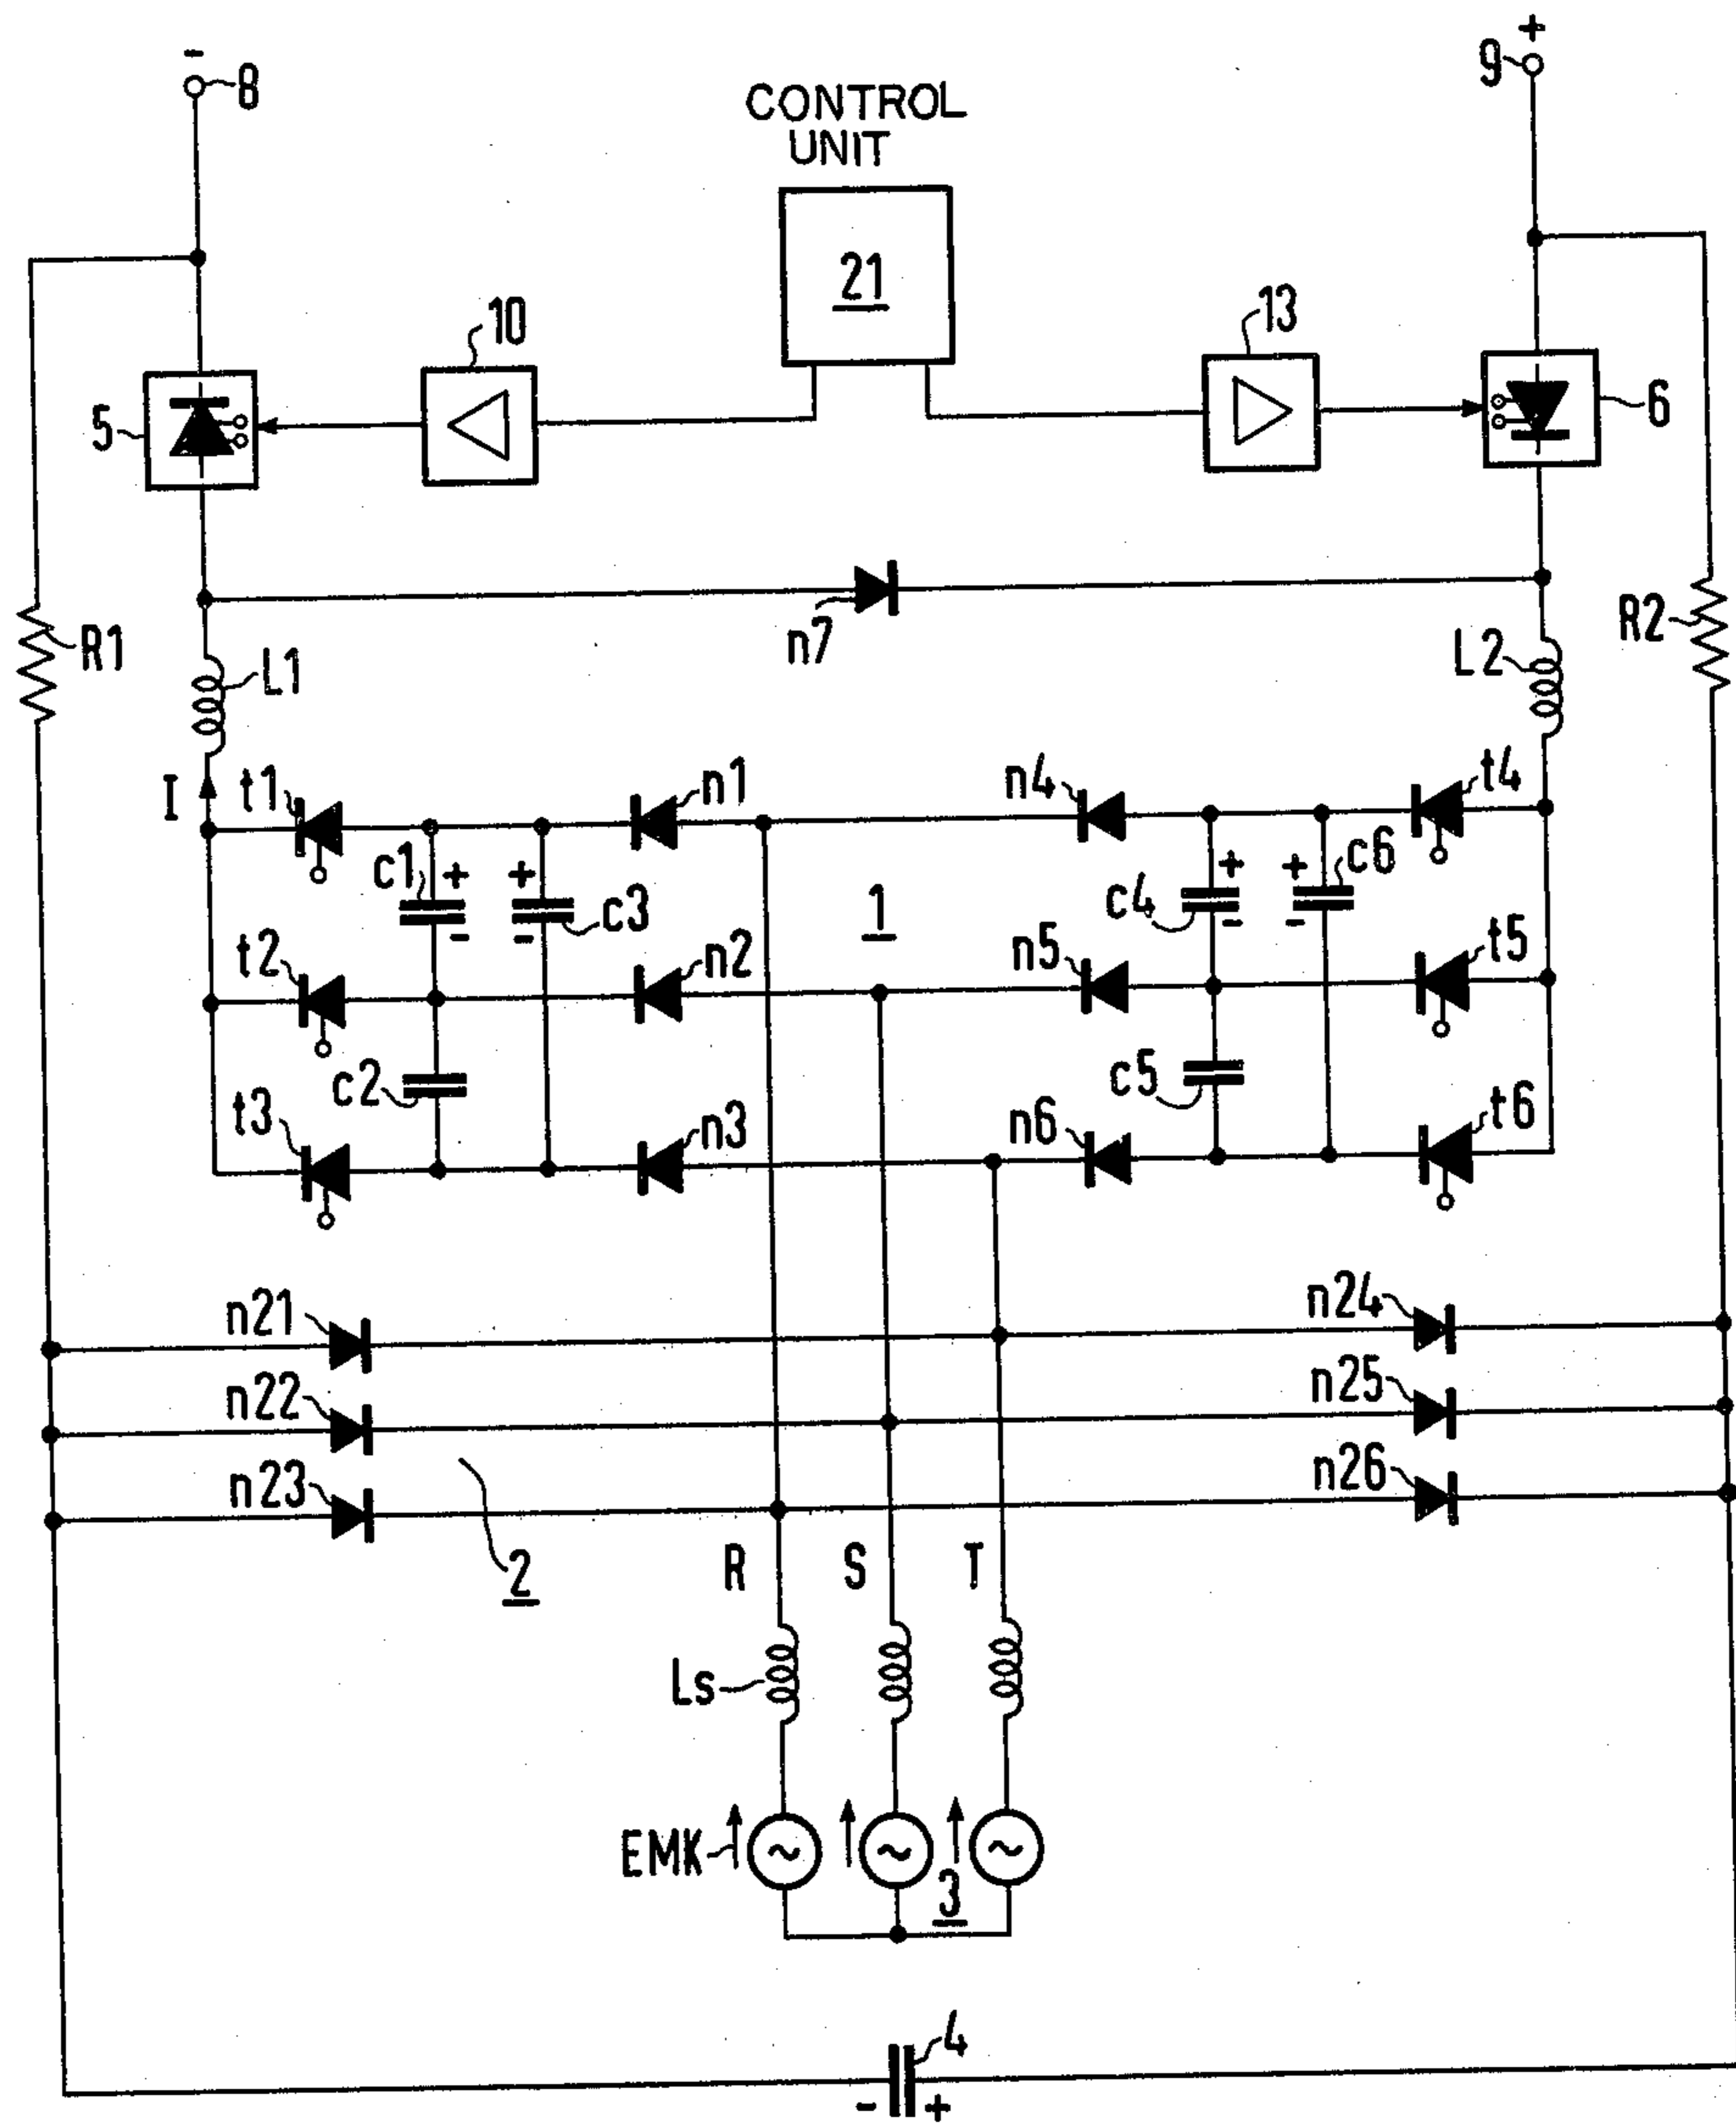 - +
8 9
CONTROL
UNIT
21
10 13
5 6
n7
R1 R2
L1 L2
I t1 n1 n4 t4
c1 + + c3 c4 + + c6
- - 1 - -
t2 n2 n5 t5
c2 c5
t3 n3 n6 t6
n21 n24
n22 n25
n23 n26
2
R S T
Ls
EMK ~ ~ ~
3
4
- +